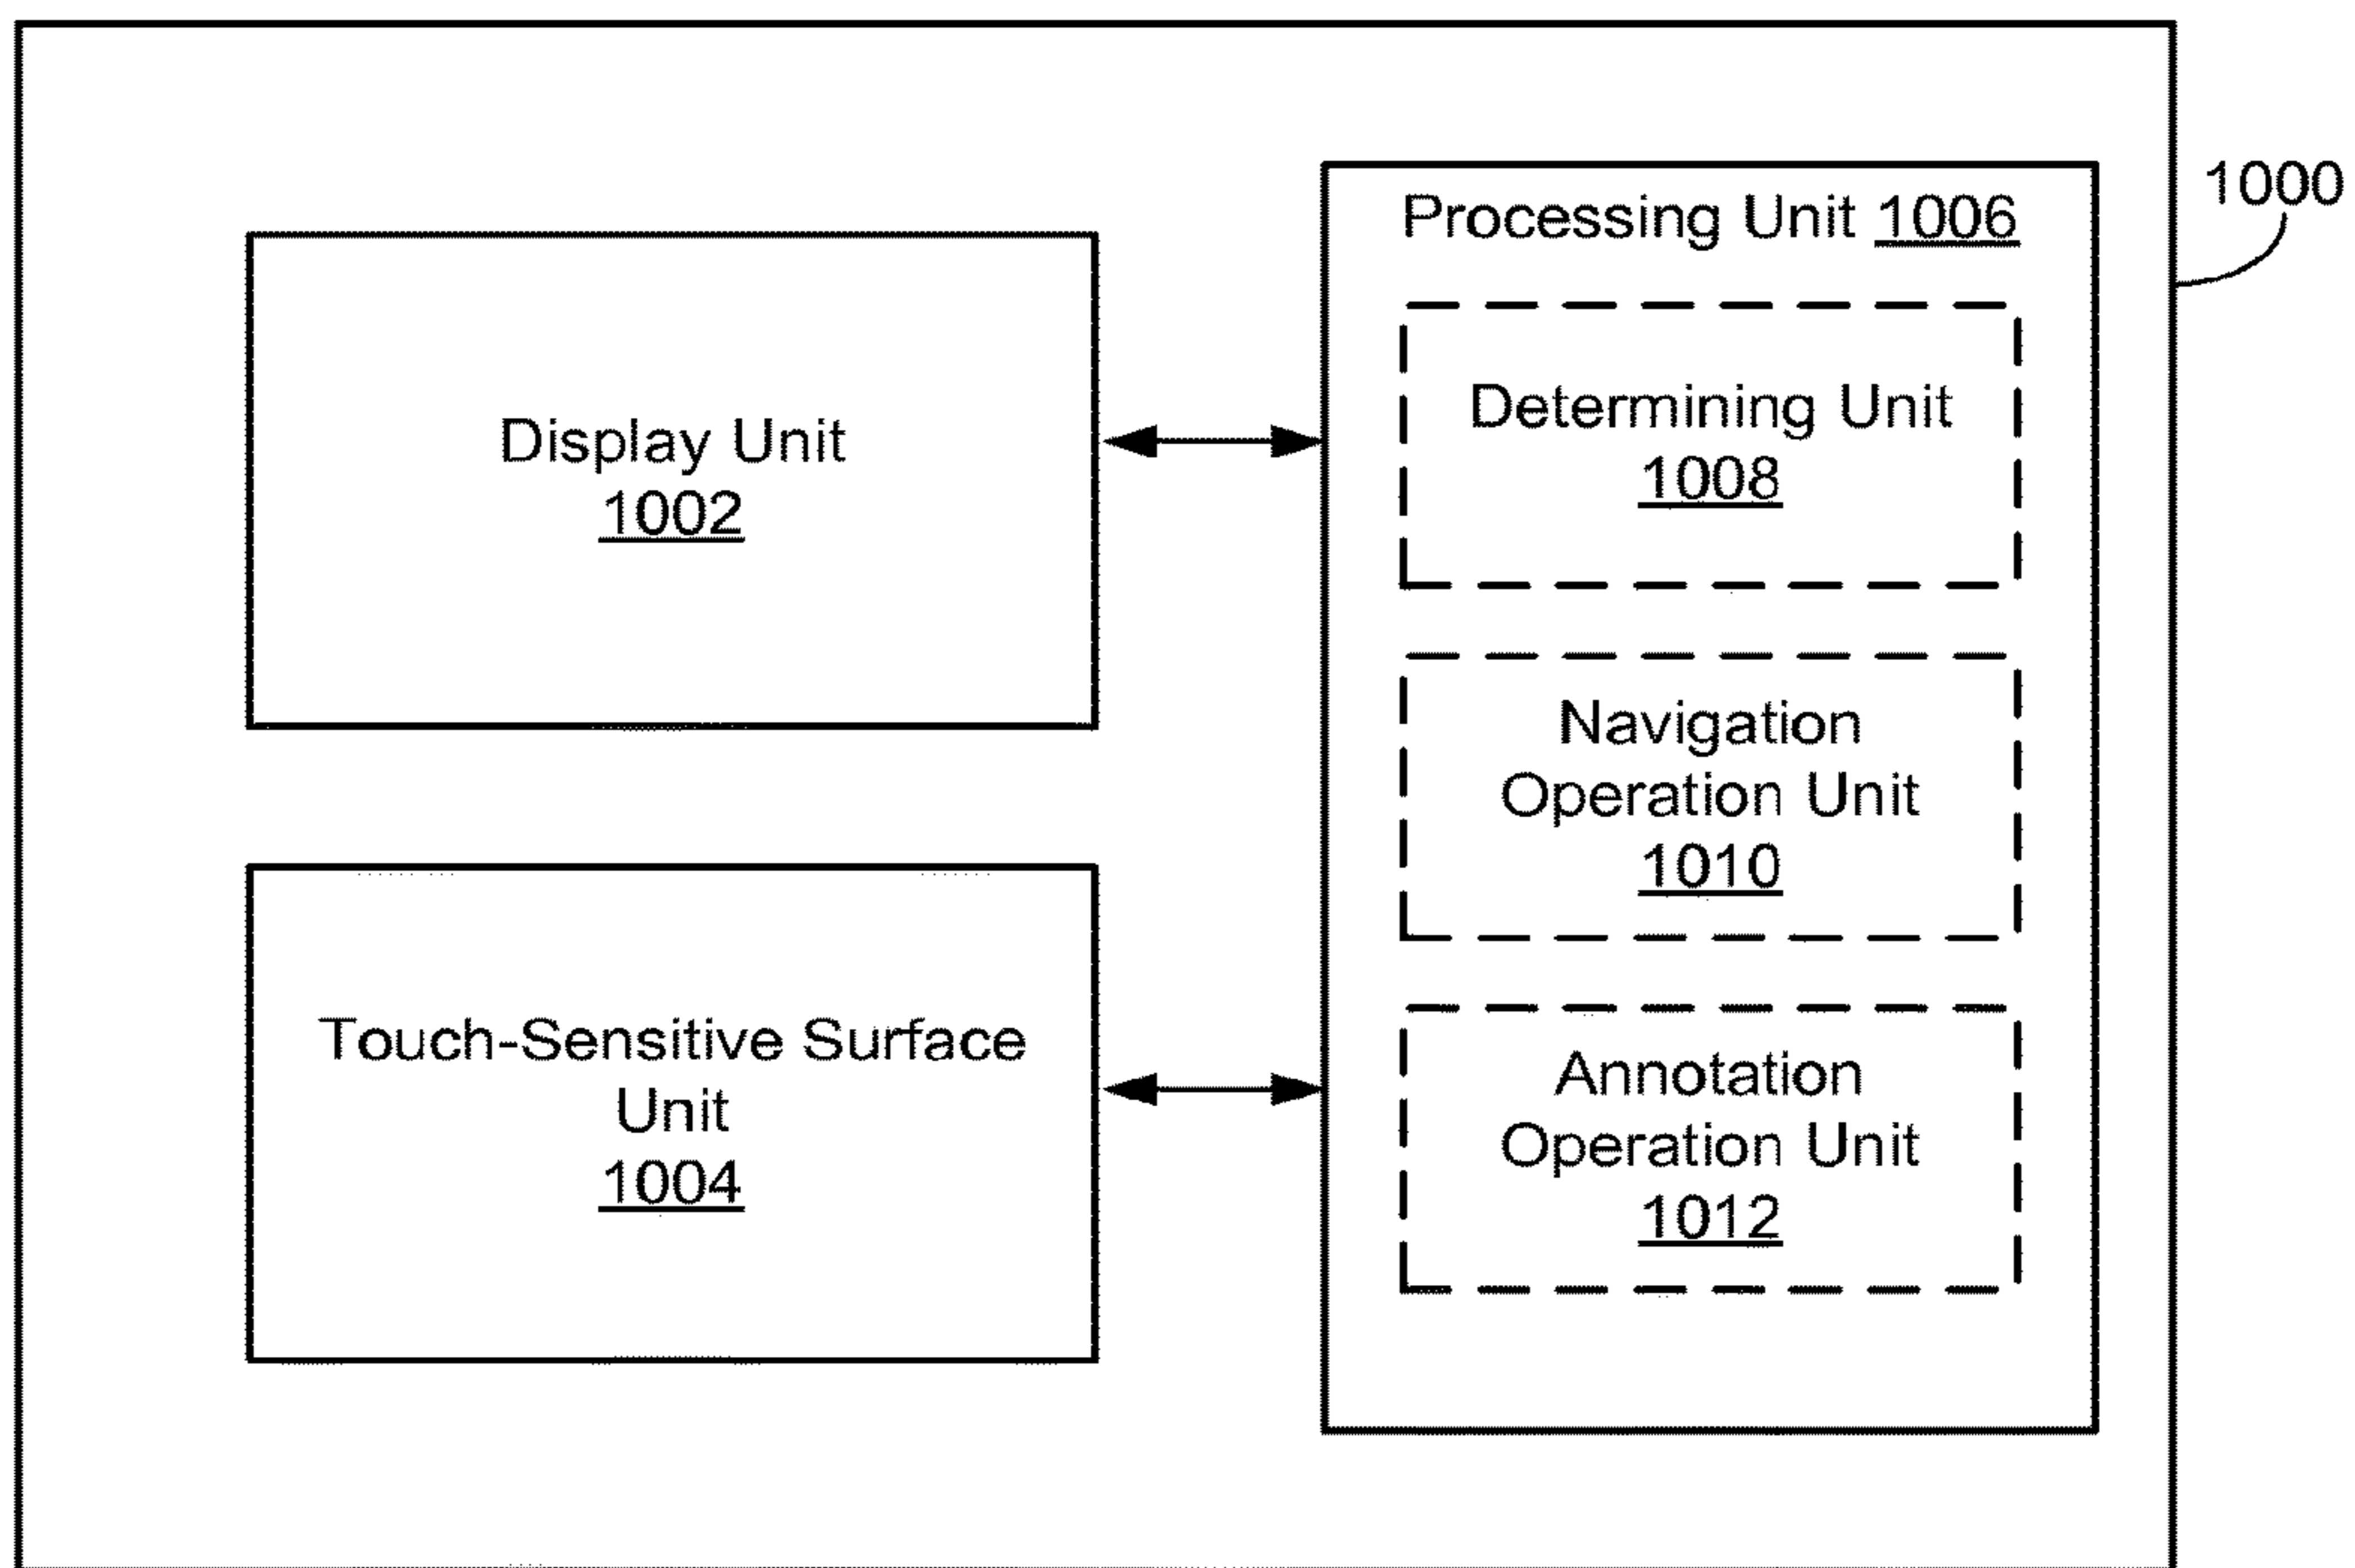 1000
Processing Unit 1006
Determining Unit
1008
Display Unit
1002
Navigation
Operation Unit
1010
Touch-Sensitive Surface
Unit
1004
Annotation
Operation Unit
1012